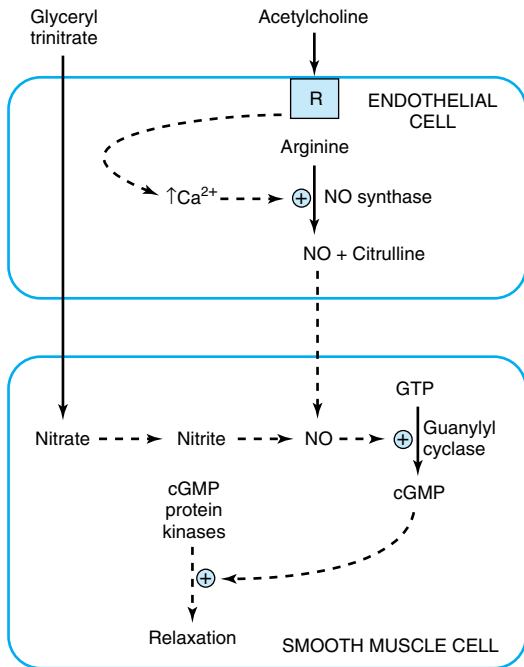 Glyceryl
trinitrate
Acetylcholine
R
ENDOTHELIAL
CELL
Arginine
↑Ca²⁺
+
NO synthase
NO + Citrulline
GTP
Nitrate
Nitrite
NO
+
Guanylyl
cyclase
cGMP
protein
kinases
cGMP
+
Relaxation
SMOOTH MUSCLE CELL